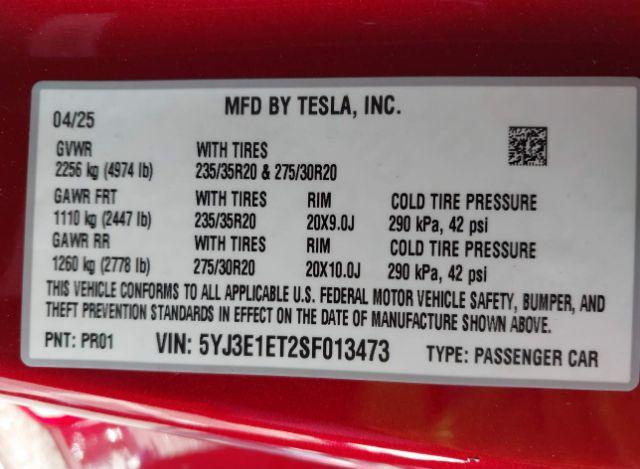 04/25 MFD BY TESLA, INC.
GVWR WITH TIRES
2256 kg (4974 lb) 235/35R20 & 275/30R20
GAWR FRT WITH TIRES RIM COLD TIRE PRESSURE
1110 kg (2447 lb) 235/35R20 20X9.0J 290 kPa, 42 psi
GAWR RR WITH TIRES RIM COLD TIRE PRESSURE
1260 kg (2778 lb) 275/30R20 20X10.0J 290 kPa, 42 psi
THIS VEHICLE CONFORMS TO ALL APPLICABLE U.S. FEDERAL MOTOR VEHICLE SAFETY, BUMPER, AND
THEFT PREVENTION STANDARDS IN EFFECT ON THE DATE OF MANUFACTURE SHOWN ABOVE.
PNT: PR01 VIN: 5YJ3E1ET2SF013473 TYPE: PASSENGER CAR